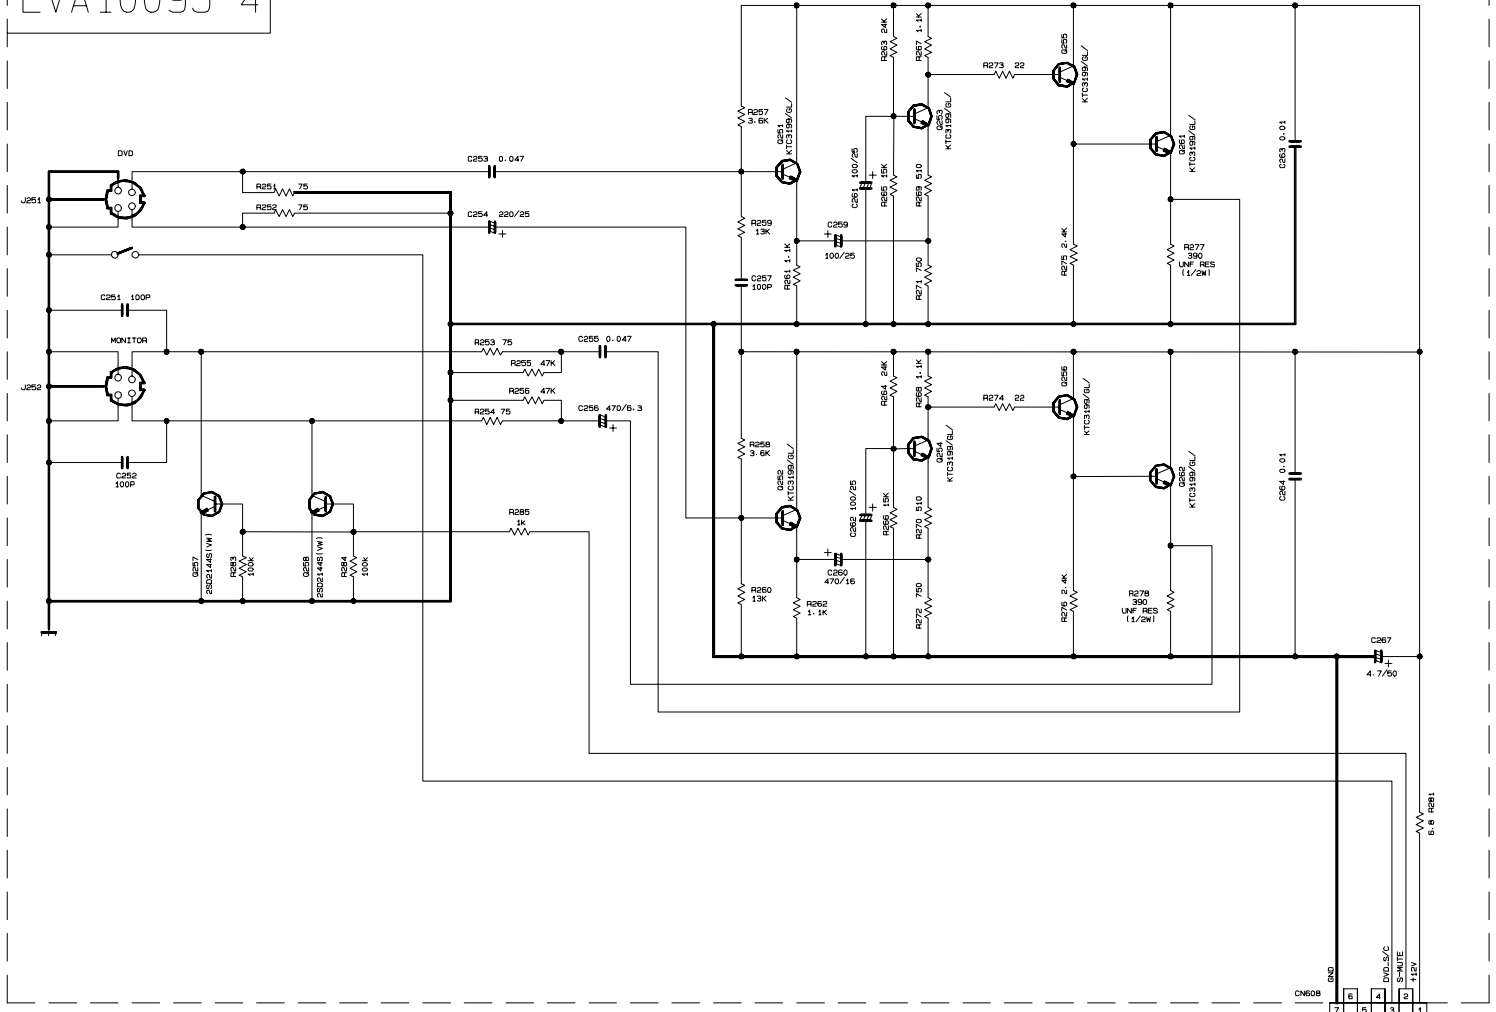 R263 24K
R267 1.1K
Q255
KTC3199/GL/
R273 22
R257
3.6K
Q251
KTC3199/GL/
Q253
KTC3199/GL/
Q261
KTC3199/GL/
C263 0.01
DVD
C253 0.047
C261 100/25
+
R265 15K
R269 510
J251
R251 75
R252 75
C254 220/25
+
R259
13K
C259
+
100/25
R261 1.1K
R271 750
R275 2.4K
R277
390
UNF RES
(1/2W)
C257
100P
C251 100P
MONITOR
R253 75
C255 0.047
R255 47K
J252
R256 47K
R254 75
C256 470/6.3
+
R264 24K
R268 1.1K
Q256
KTC3199/GL/
R274 22
R258
3.6K
Q252
KTC3199/GL/
Q254
KTC3199/GL/
Q262
KTC3199/GL/
C264 0.01
C252
100P
C262 100/25
+
R266 15K
R270 510
R285
1k
Q257
2SD2144S(VW)
R283
100k
Q258
2SD2144S(VW)
R284
100k
+
C260
470/16
R260
13K
R262
1.1K
R272 750
R276 2.4K
R278
390
UNF RES
(1/2W)
C267
+
4.7/50
6.8 R281
GND
DVD_S/C
S-MUTE
+12V
CN608
6 4 2
7 5 3 1